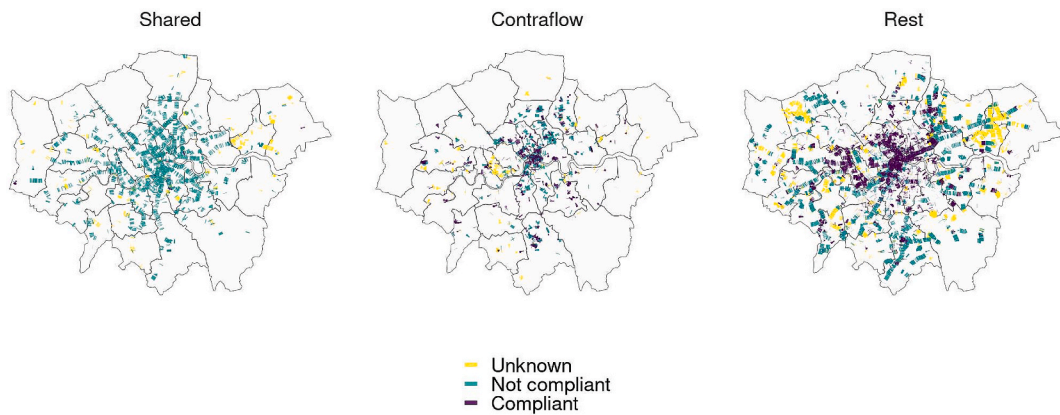 Shared
Contraflow
Rest
Unknown
Not compliant
Compliant